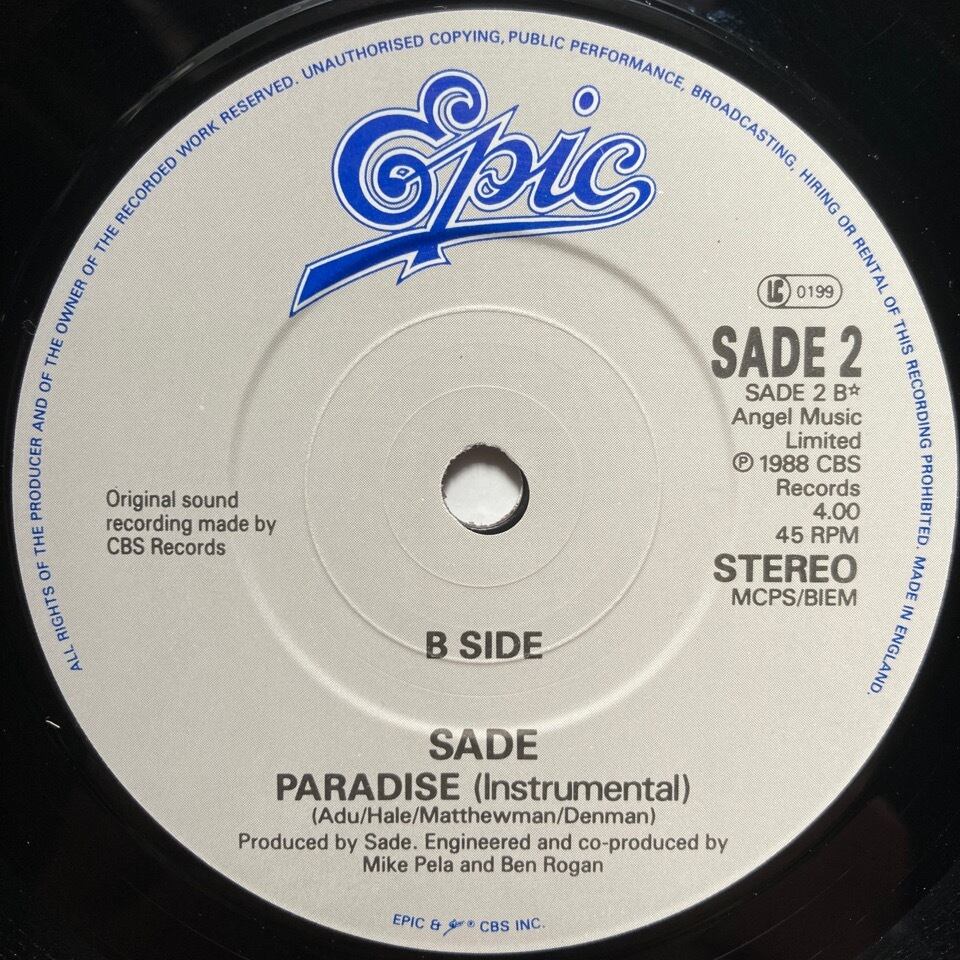 ALL RIGHTS OF THE PRODUCER AND OF THE OWNER OF THE RECORDED WORK RESERVED. UNAUTHORISED COPYING, PUBLIC PERFORMANCE, BROADCASTING, HIRING OR RENTAL OF THIS RECORDING PROHIBITED. MADE IN ENGLAND.
Epic
LC 0199
SADE 2
SADE 2 B☆
Angel Music
Limited
℗ 1988 CBS
Records
4.00
45 RPM
STEREO
MCPS/BIEM
Original sound
recording made by
CBS Records
B SIDE
SADE
PARADISE (Instrumental)
(Adu/Hale/Matthewman/Denman)
Produced by Sade. Engineered and co-produced by
Mike Pela and Ben Rogan
EPIC & Epic ® CBS INC.